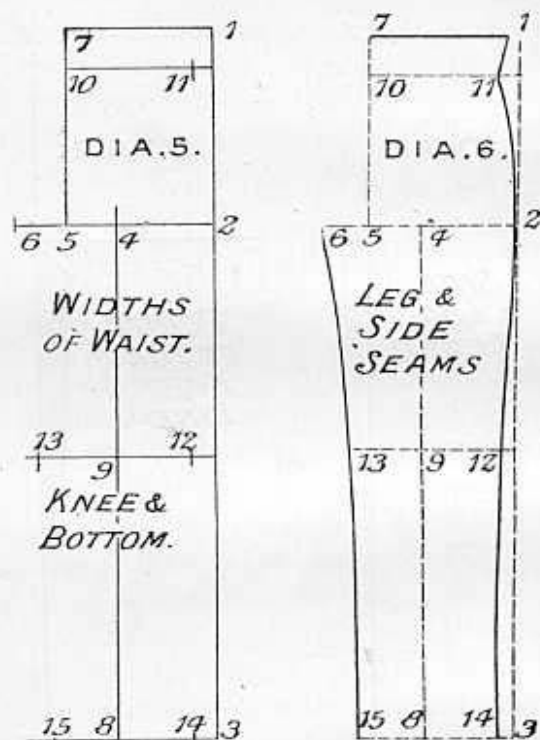 7 1
10 11
DIA.5.
6 5 4 2
WIDTHS
OF WAIST.
13 12
9
KNEE &
BOTTOM.
15 8 14 3
7 1
10 11
DIA.6.
6 5 4 2
LEG &
SIDE
SEAMS
13 9 12
15 8 14 3